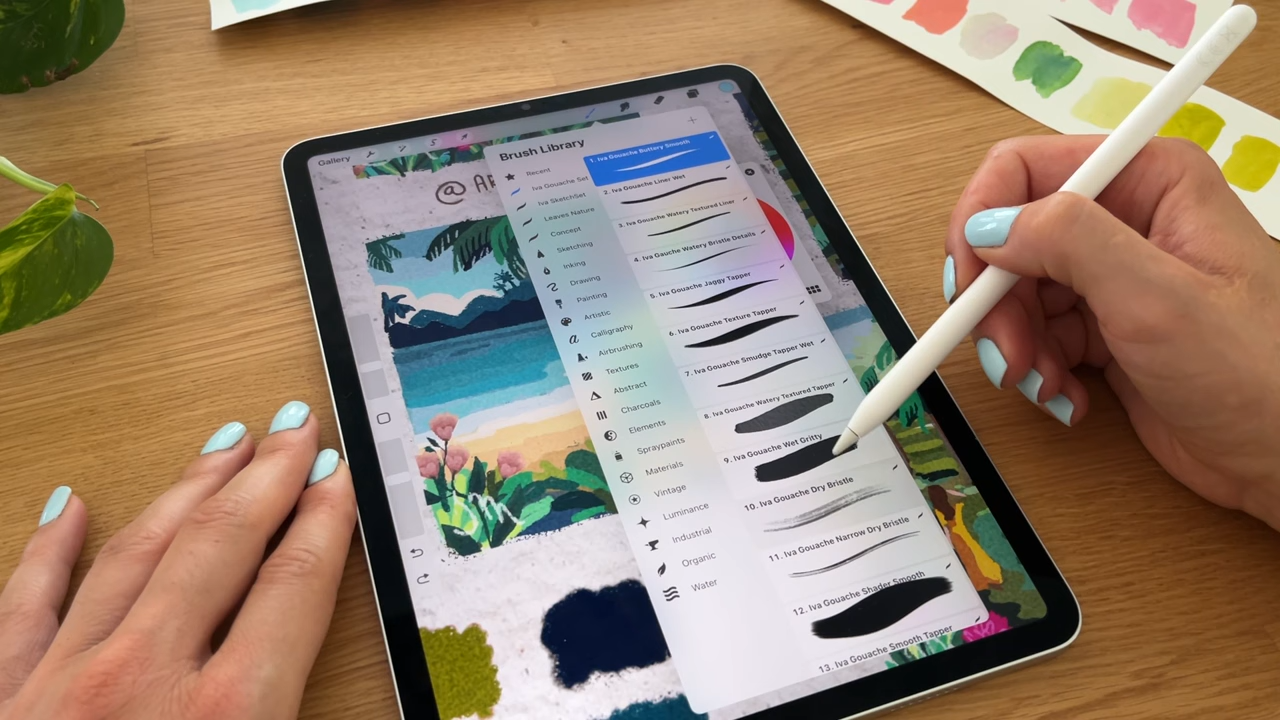 Gallery
@ AR
Brush Library
Recent
Iva Gouache Set
Iva SketchSet
Leaves Nature
Concept
Sketching
Inking
Drawing
Painting
Artistic
Calligraphy
Airbrushing
Textures
Abstract
Charcoals
Elements
Spraypaints
Materials
Vintage
Luminance
Industrial
Organic
Water
1. Iva Gouache Buttery Smooth
2. Iva Gouache Liner Wet
3. Iva Gouache Watery Textured Liner
4. Iva Gauche Watery Bristle Details
5. Iva Gouache Jaggy Tapper
6. Iva Gouache Texture Tapper
7. Iva Gouache Smudge Tapper Wet
8. Iva Gouache Watery Textured Tapper
9. Iva Gouache Wet Gritty
10. Iva Gouache Dry Bristle
11. Iva Gouache Narrow Dry Bristle
12. Iva Gouache Shader Smooth
13. Iva Gouache Smooth Tapper